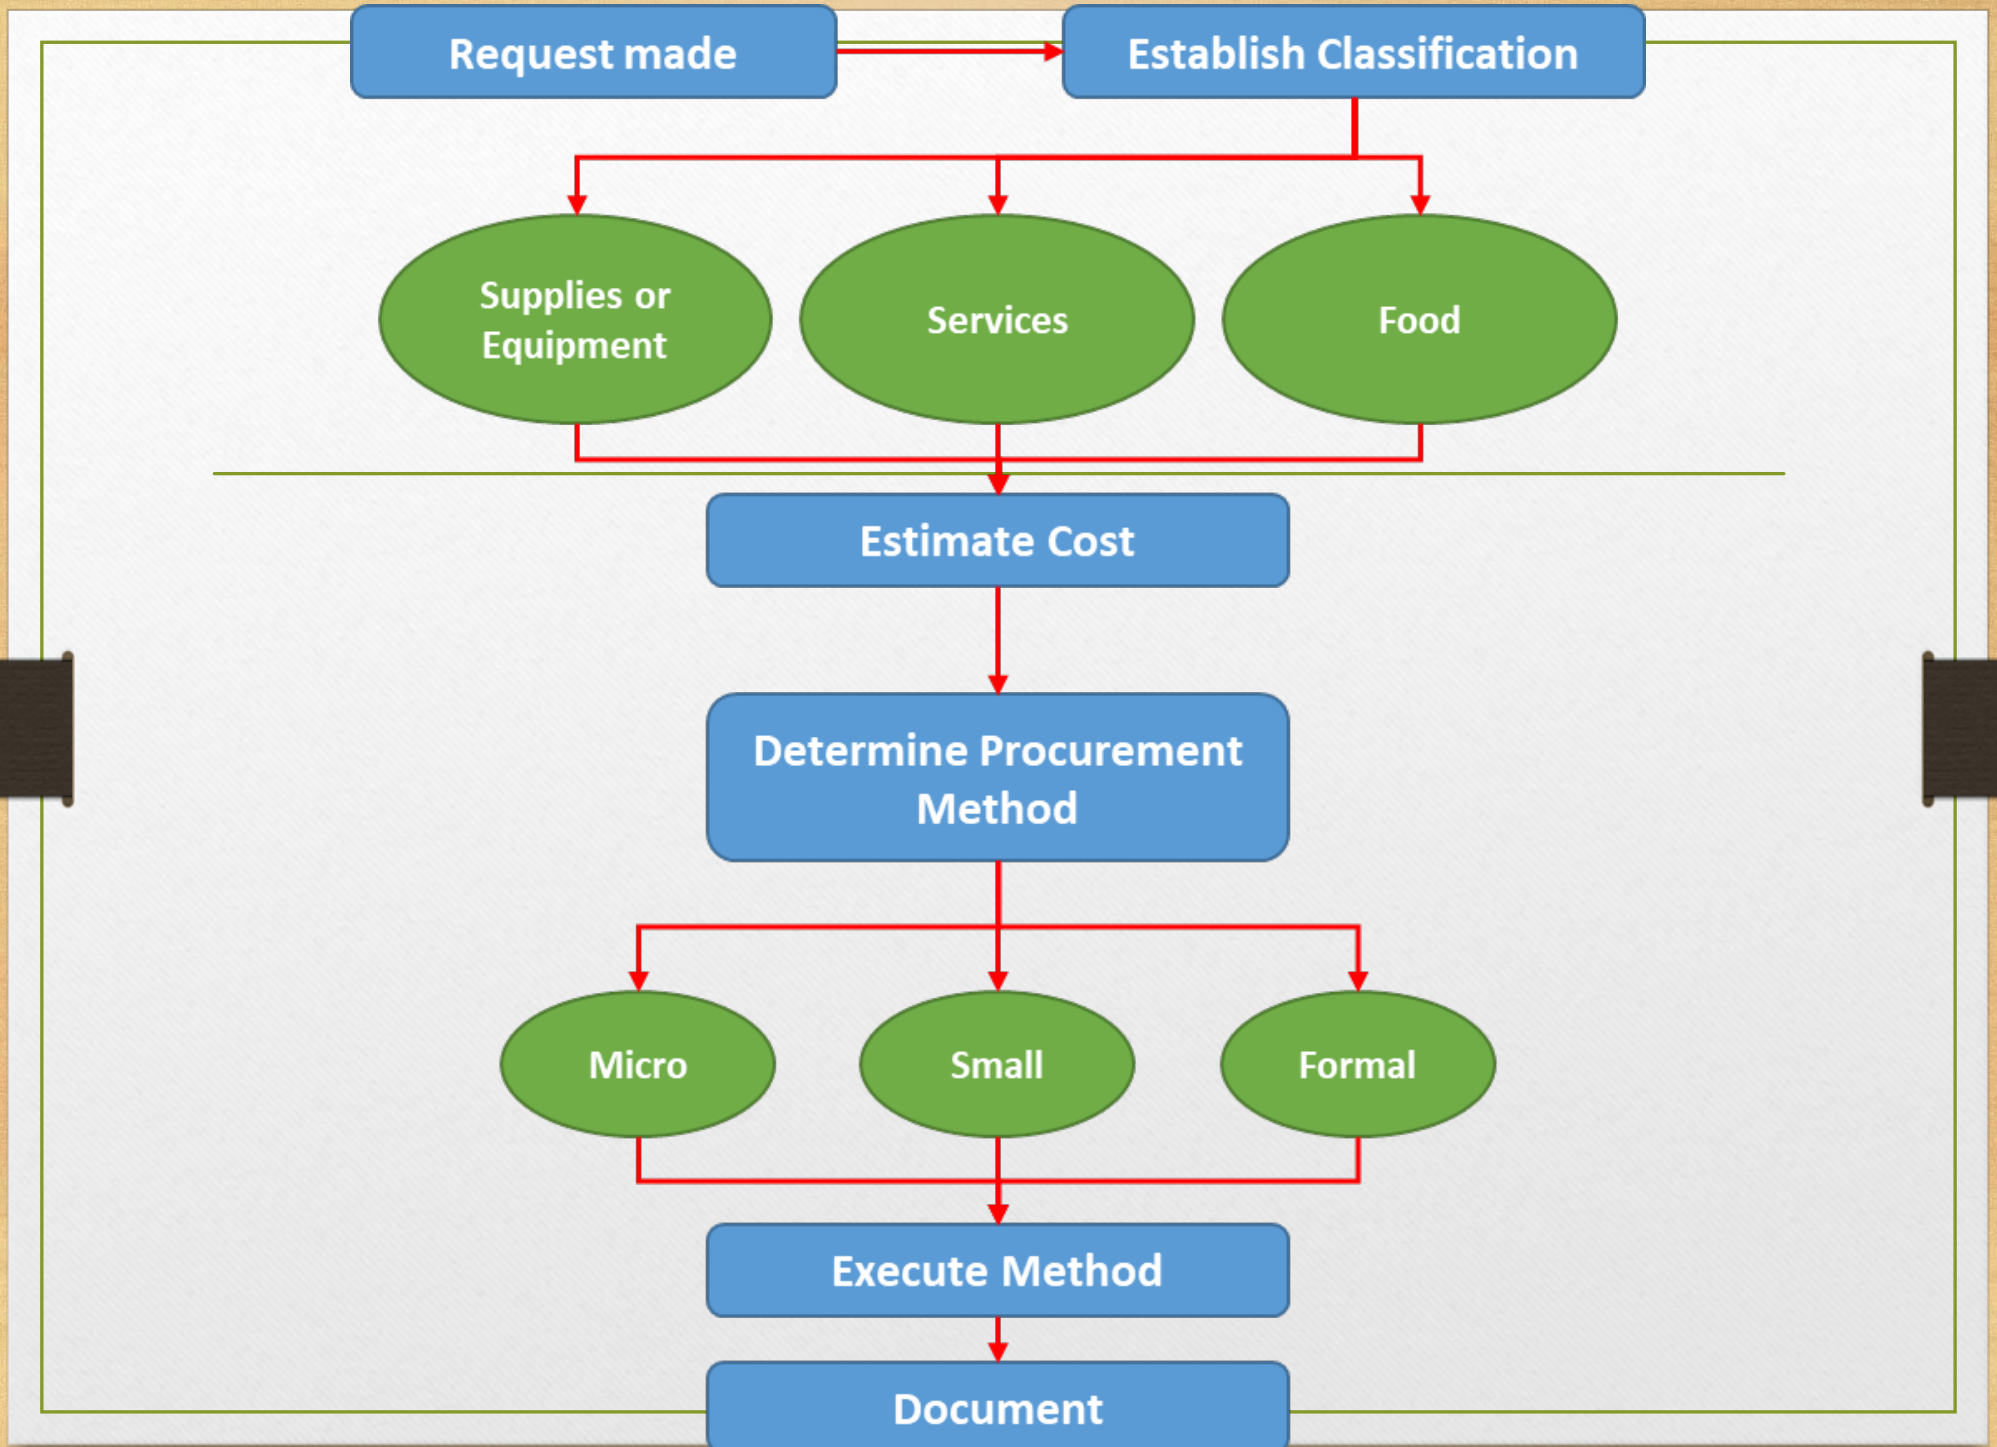 Request made
Establish Classification
Supplies or
Equipment
Services
Food
Estimate Cost
Determine Procurement
Method
Micro
Small
Formal
Execute Method
Document